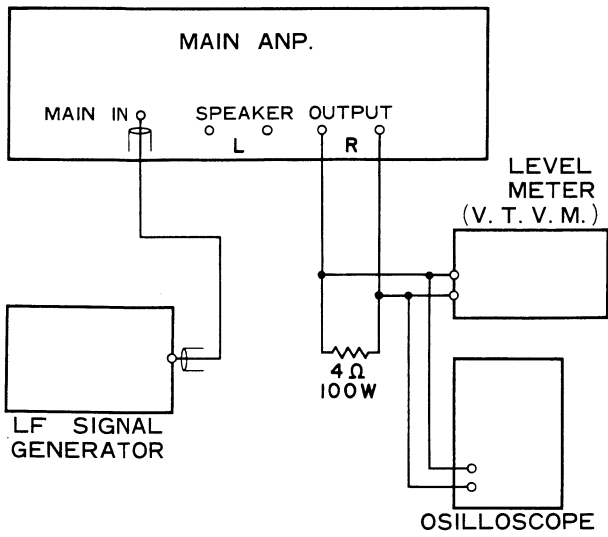 MAIN ANP.
MAIN IN SPEAKER OUTPUT
L R
LEVEL
METER
(V. T. V. M.)
4Ω
100W
LF SIGNAL
GENERATOR
OSILLOSCOPE